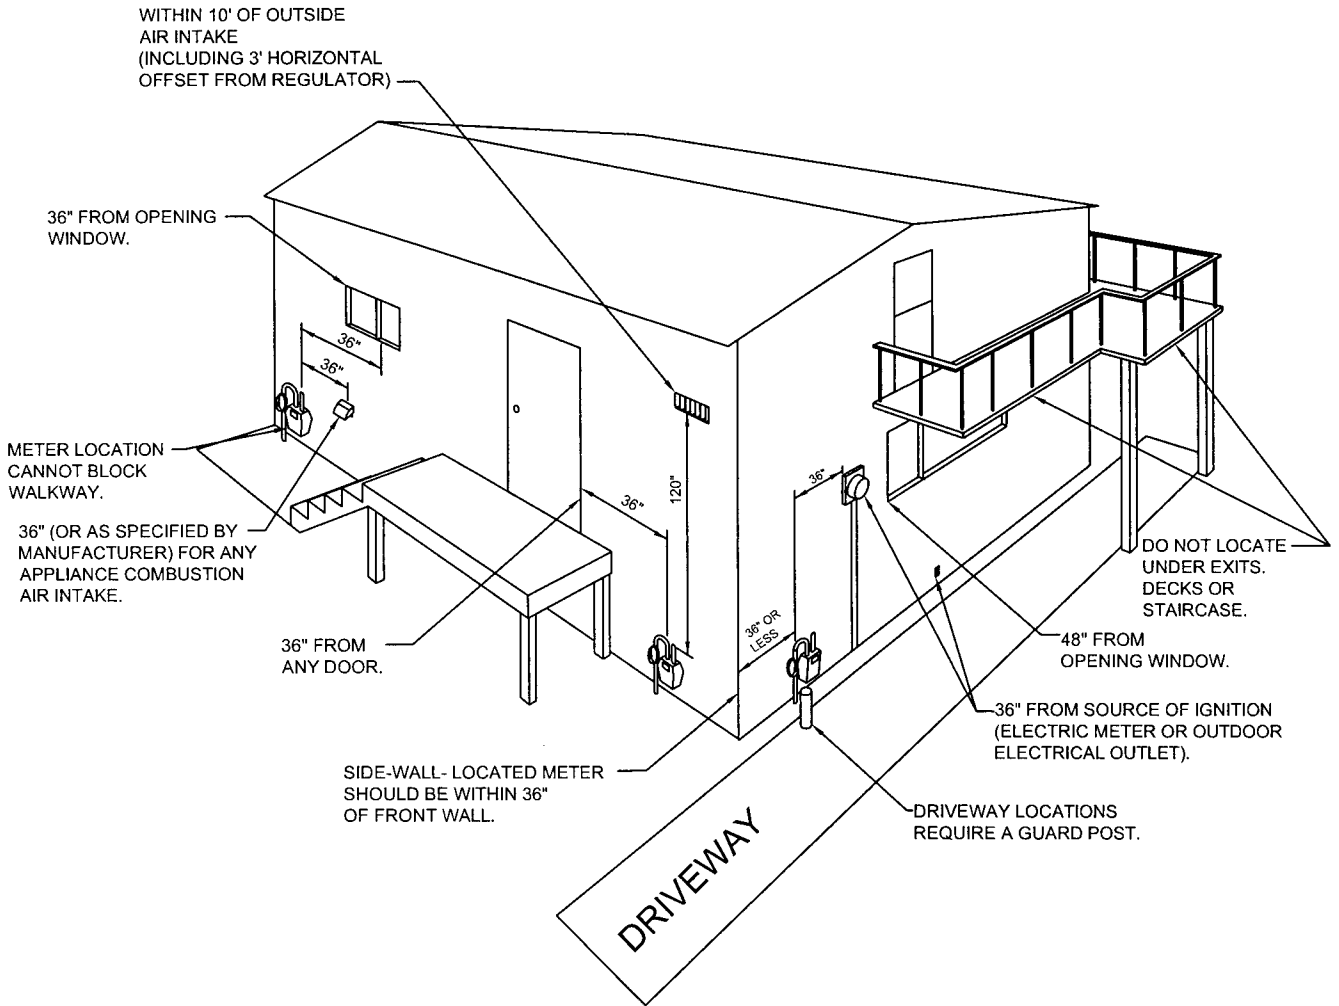 WITHIN 10' OF OUTSIDE
AIR INTAKE
(INCLUDING 3' HORIZONTAL
OFFSET FROM REGULATOR)
36" FROM OPENING
WINDOW.
36"
36"
METER LOCATION
CANNOT BLOCK
WALKWAY.
36" (OR AS SPECIFIED BY
MANUFACTURER) FOR ANY
APPLIANCE COMBUSTION
AIR INTAKE.
36"
120"
36"
36" FROM
ANY DOOR.
36" OR
LESS
DO NOT LOCATE
UNDER EXITS.
DECKS OR
STAIRCASE.
48" FROM
OPENING WINDOW.
36" FROM SOURCE OF IGNITION
(ELECTRIC METER OR OUTDOOR
ELECTRICAL OUTLET).
SIDE-WALL- LOCATED METER
SHOULD BE WITHIN 36"
OF FRONT WALL.
DRIVEWAY LOCATIONS
REQUIRE A GUARD POST.
DRIVEWAY